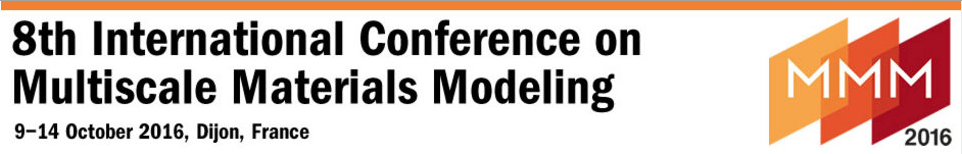 8th International Conference on
Multiscale Materials Modeling
9–14 October 2016, Dijon, France
MMM
2016